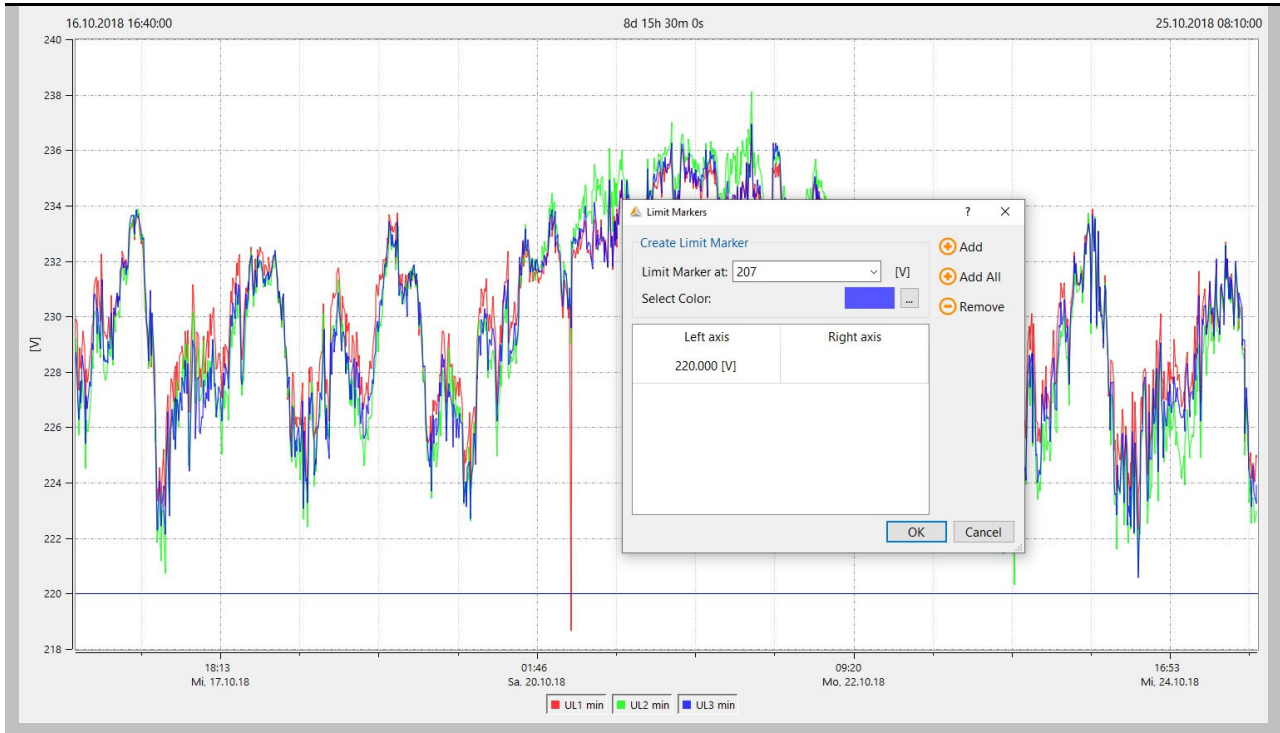 16.10.2018 16:40:00 8d 15h 30m 0s 25.10.2018 08:10:00
240
238
236
234
232
230
228
226
224
222
220
218
[V]
Limit Markers ? ×
Create Limit Marker
Limit Marker at: 207 [V]
Select Color: ...
Add
Add All
Remove
Left axis Right axis
220.000 [V]
OK Cancel
18:13 01:46 09:20 16:53
Mi, 17.10.18 Sa, 20.10.18 Mo, 22.10.18 Mi, 24.10.18
UL1 min UL2 min UL3 min